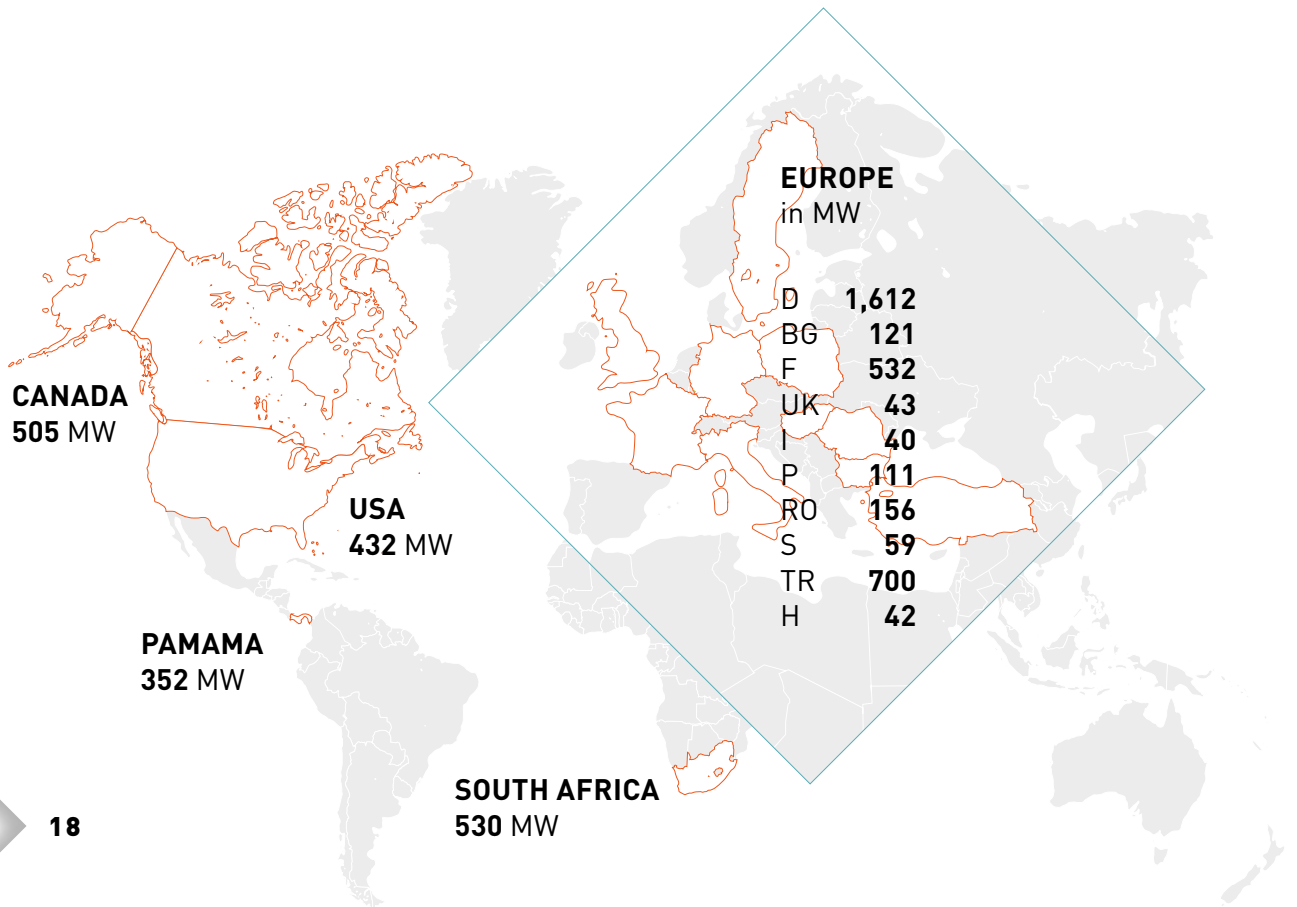 EUROPE
in MW
D 1,612
BG 121
F 532
UK 43
I 40
P 111
RO 156
S 59
TR 700
H 42
CANADA
505 MW
USA
432 MW
PAMAMA
352 MW
SOUTH AFRICA
530 MW
18